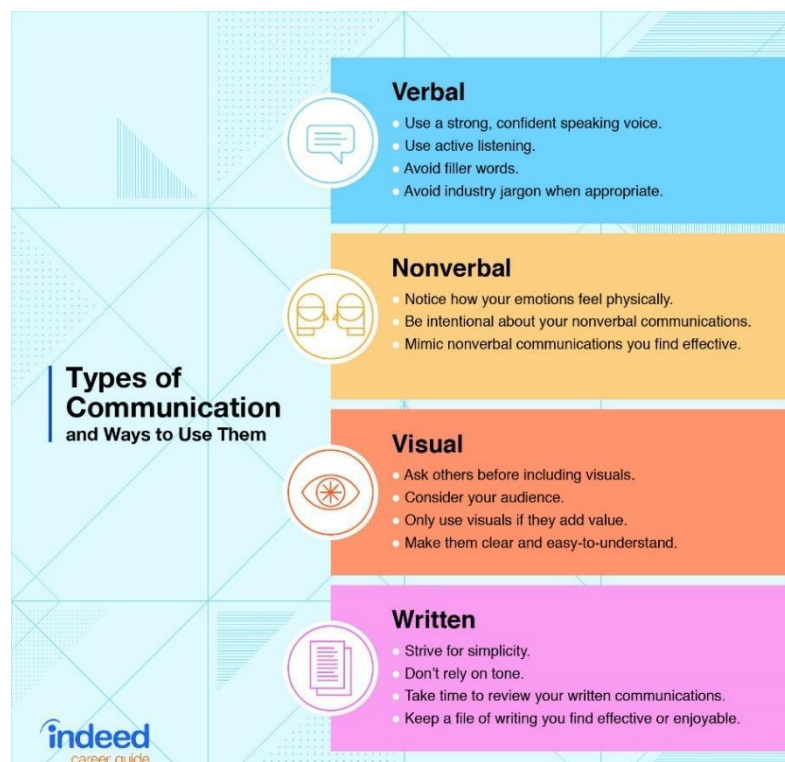 Types of
Communication
and Ways to Use Them
Verbal
Use a strong, confident speaking voice.
Use active listening.
Avoid filler words.
Avoid industry jargon when appropriate.
Nonverbal
Notice how your emotions feel physically.
Be intentional about your nonverbal communications.
Mimic nonverbal communications you find effective.
Visual
Ask others before including visuals.
Consider your audience.
Only use visuals if they add value.
Make them clear and easy-to-understand.
Written
Strive for simplicity.
Don't rely on tone.
Take time to review your written communications.
Keep a file of writing you find effective or enjoyable.
indeed
career guide